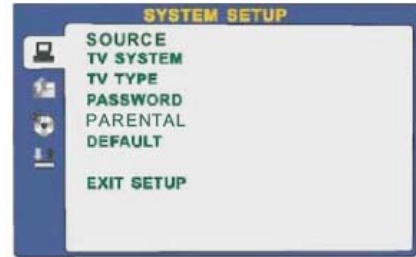 SYSTEM SETUP
SOURCE
TV SYSTEM
TV TYPE
PASSWORD
PARENTAL
DEFAULT
EXIT SETUP